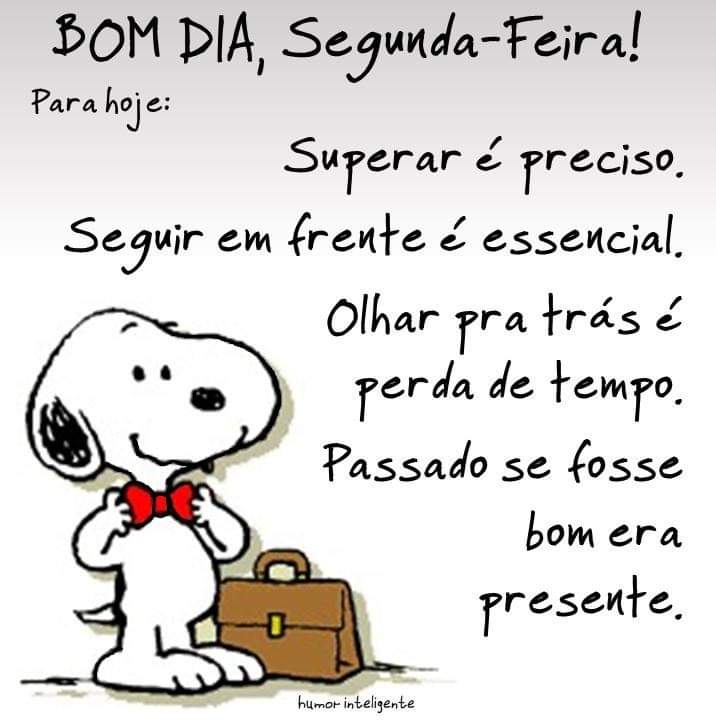 BOM DIA, Segunda-Feira!
Para hoje:
Superar é preciso.
Seguir em frente é essencial.
Olhar pra trás é
perda de tempo.
Passado se fosse
bom era
presente.
humor inteligente